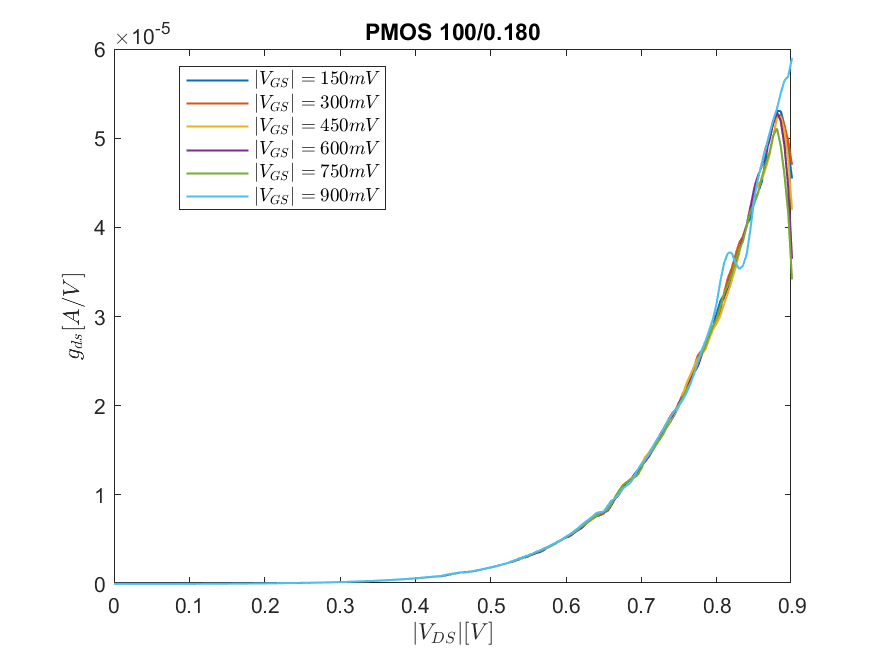 PMOS 100/0.180
×10-5
6
5
4
3
2
1
0
g_ds[A/V]
|V_GS| = 150mV
|V_GS| = 300mV
|V_GS| = 450mV
|V_GS| = 600mV
|V_GS| = 750mV
|V_GS| = 900mV
0 0.1 0.2 0.3 0.4 0.5 0.6 0.7 0.8 0.9
|V_DS|[V]